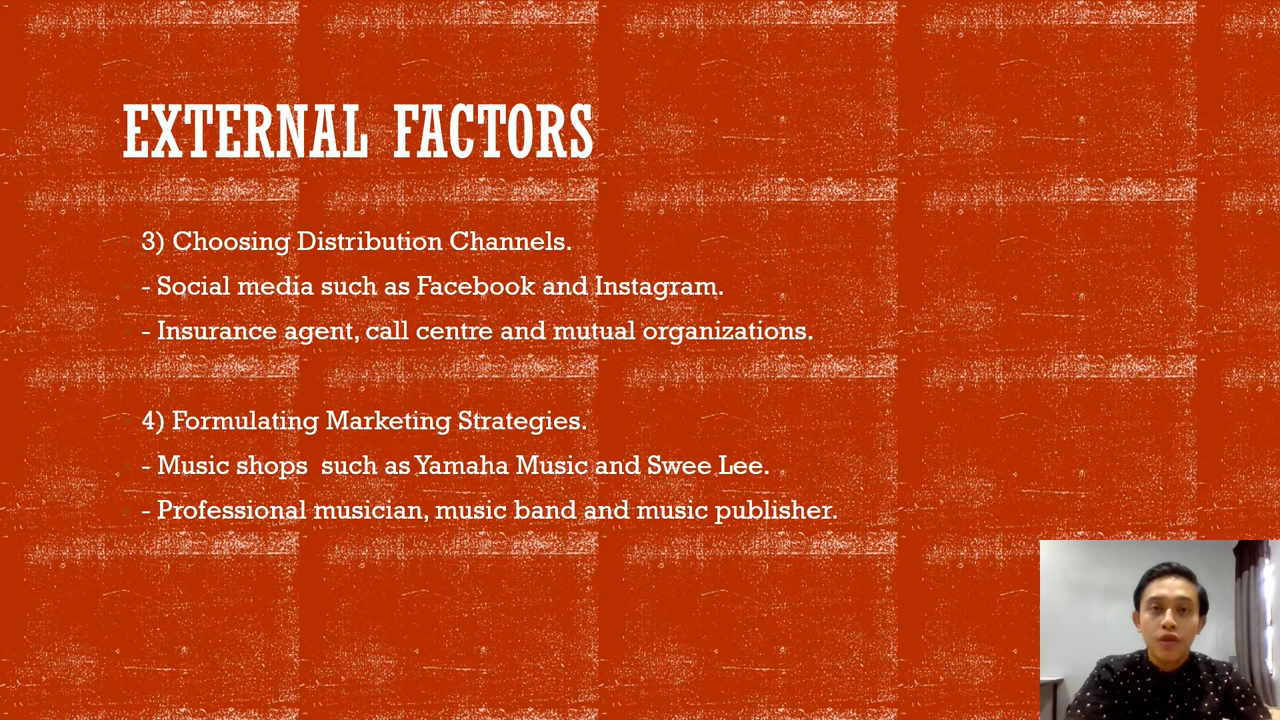 EXTERNAL FACTORS
3) Choosing Distribution Channels.
- Social media such as Facebook and Instagram.
- Insurance agent, call centre and mutual organizations.
4) Formulating Marketing Strategies.
- Music shops  such as Yamaha Music and Swee Lee.
- Professional musician, music band and music publisher.